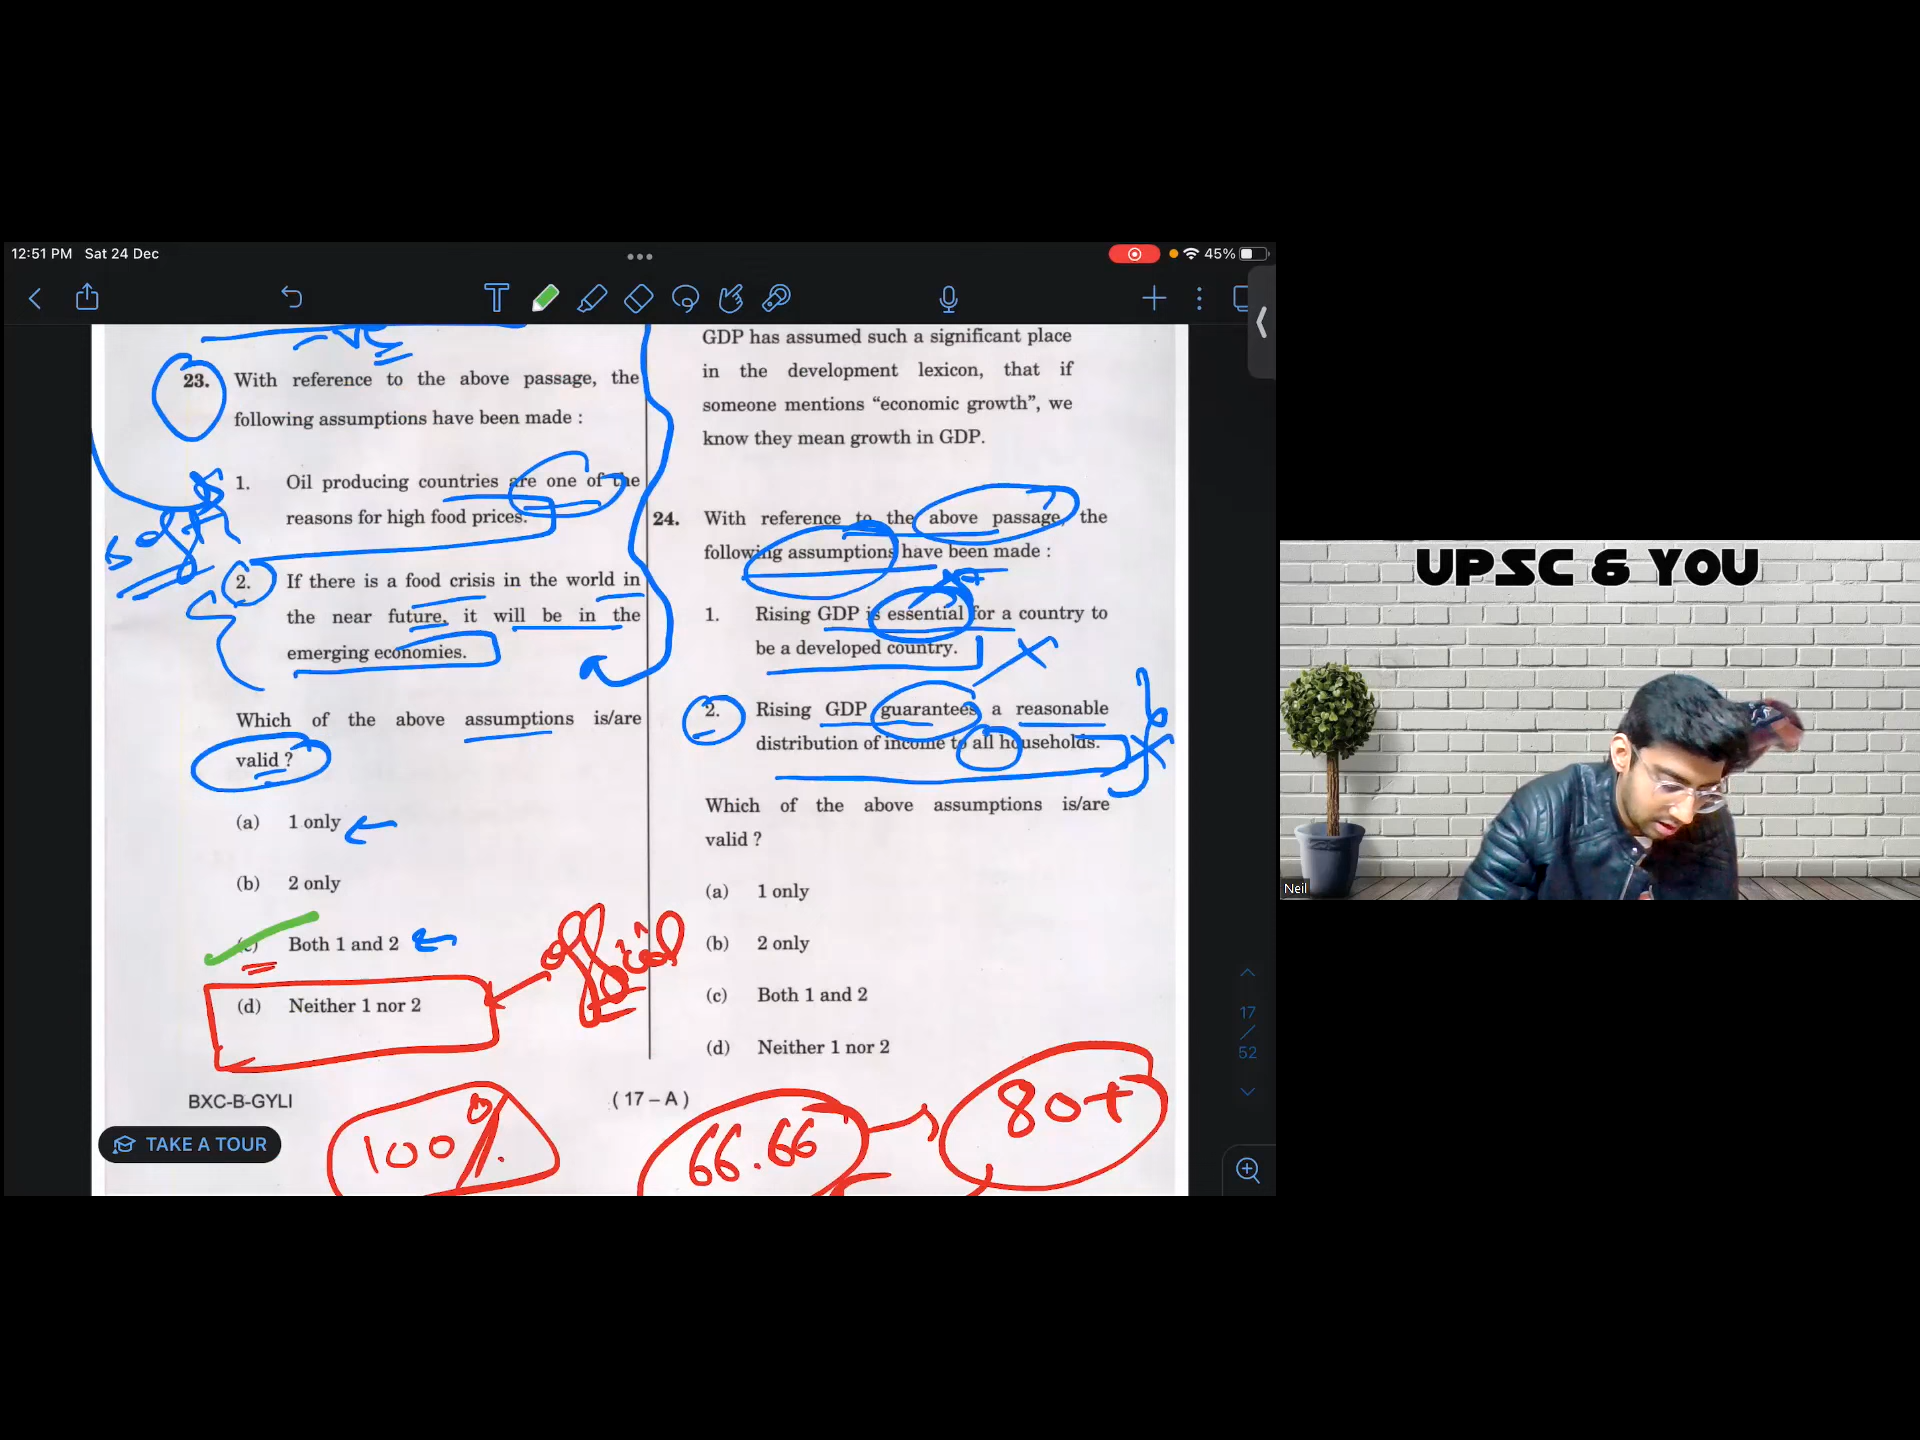 12:51 PM Sat 24 Dec
45%
23. With reference to the above passage, the
following assumptions have been made :
1. Oil producing countries are one of the
reasons for high food prices.
2. If there is a food crisis in the world in
the near future, it will be in the
emerging economies.
Which of the above assumptions is/are
valid ?
(a) 1 only
(b) 2 only
(c) Both 1 and 2
(d) Neither 1 nor 2
official
BXC-B-GYLI
( 17 – A )
TAKE A TOUR
100%
GDP has assumed such a significant place
in the development lexicon, that if
someone mentions “economic growth”, we
know they mean growth in GDP.
24. With reference to the above passage, the
following assumptions have been made :
1. Rising GDP is essential for a country to
be a developed country.
2. Rising GDP guarantees a reasonable
distribution of income to all households.
Which of the above assumptions is/are
valid ?
(a) 1 only
(b) 2 only
(c) Both 1 and 2
(d) Neither 1 nor 2
66.66
80+
17
/
52
UPSC & YOU
Neil